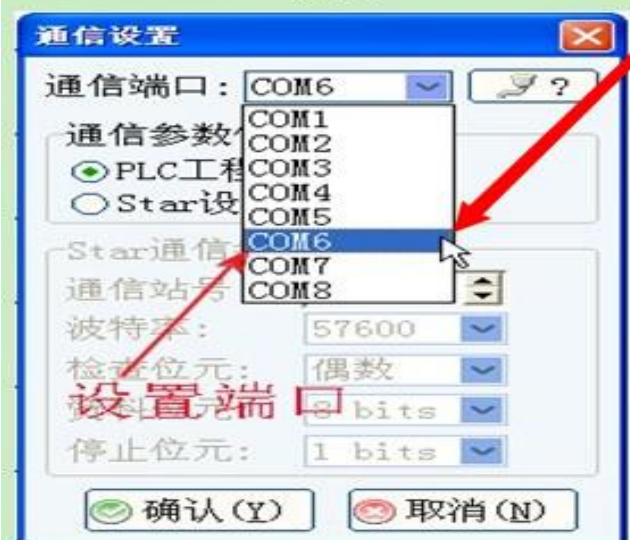 通信设置
通信端口: COM6 ?
COM1
COM2
COM3
COM4
COM5
COM6
COM7
COM8
通信参数
PLC工程
Star设
Star通信
通信站号
波特率: 57600
检查位元: 偶数
8 bits
设置端口
停止位元: 1 bits
确认(Y) 取消(N)